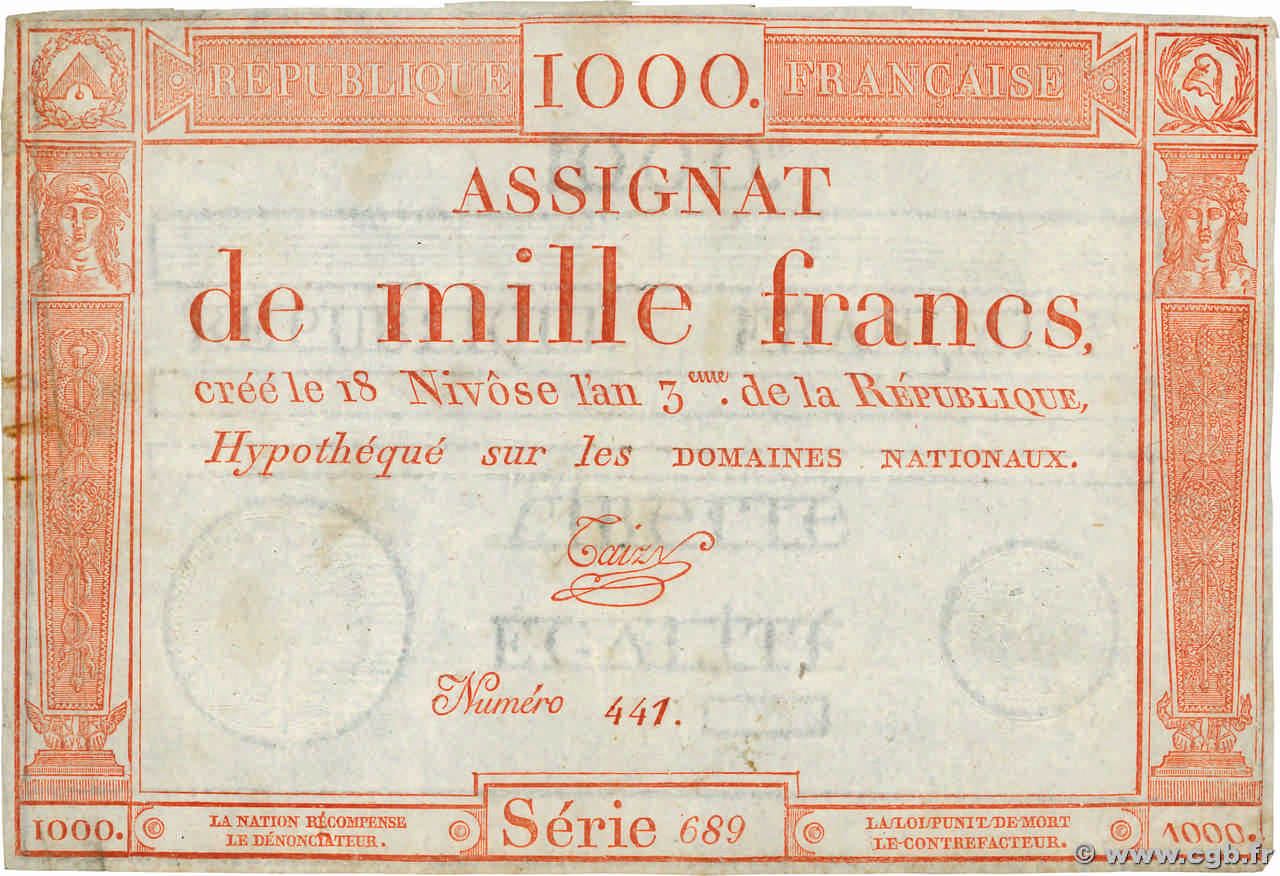 RÉPUBLIQUE 1000. FRANÇAISE
ASSIGNAT
de mille francs,
créé le 18 Nivôse l'an 3eme. de la RÉPUBLIQUE,
Hypothéqué sur les DOMAINES NATIONAUX.
Taizy
Numéro 441.
1000.
LA NATION RÉCOMPENSE
LE DÉNONCIATEUR.
Série 689
LA LOI PUNIT DE MORT
LE CONTREFACTEUR.
1000.
ÉGALITÉ
© www.cgb.fr